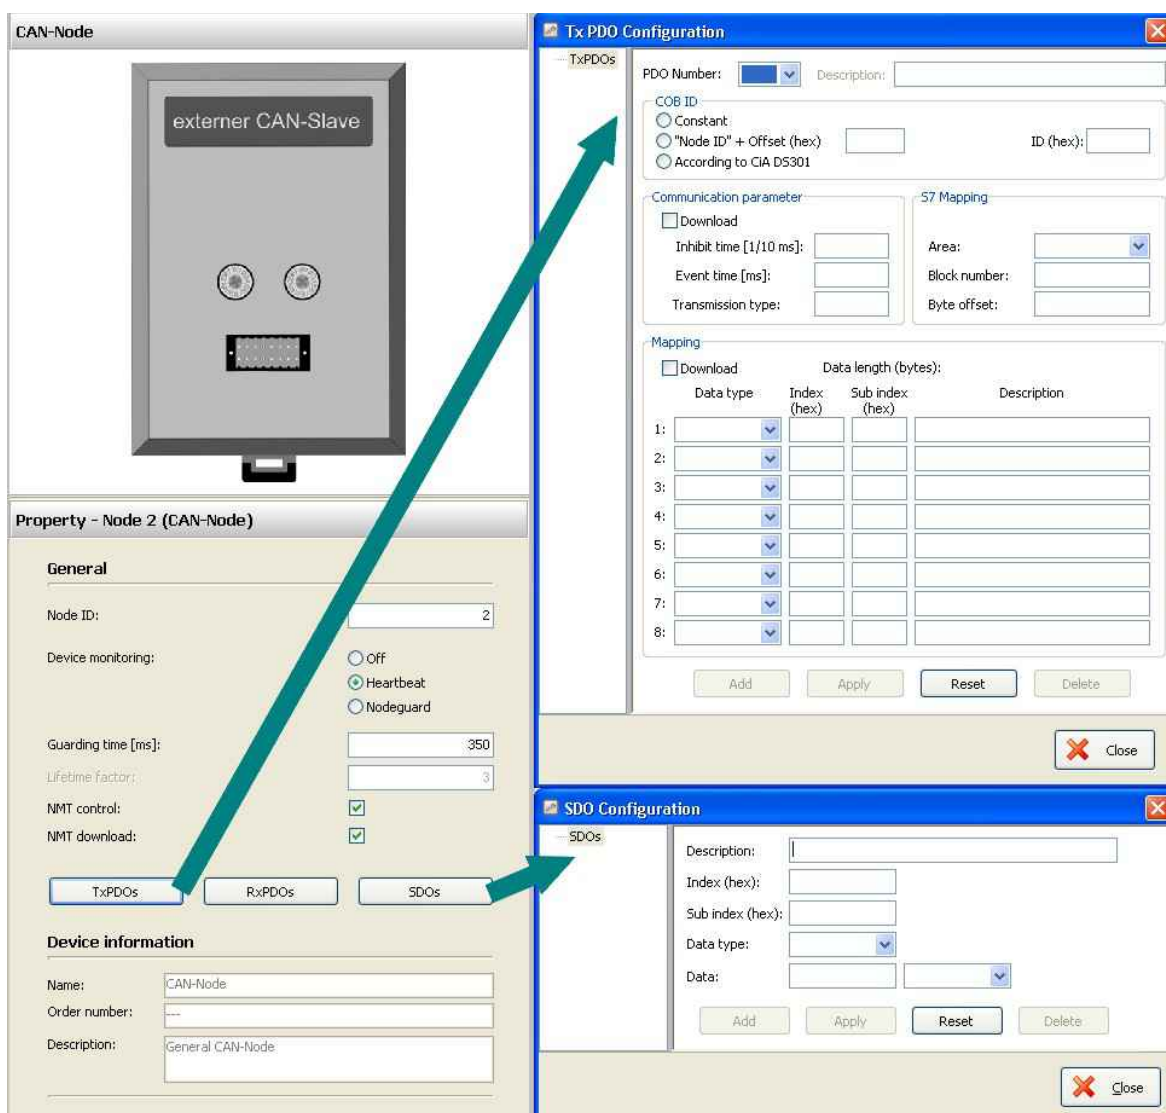 CAN-Node
externer CAN-Slave
Property - Node 2 (CAN-Node)
General
Node ID: 2
Device monitoring: Off
Heartbeat
Nodeguard
Guarding time [ms]: 350
Lifetime factor: 3
NMT control:
NMT download:
TxPDOs RxPDOs SDOs
Device information
Name: CAN-Node
Order number: ---
Description: General CAN-Node
Tx PDO Configuration
TxPDOs
PDO Number: Description:
COB ID
Constant
"Node ID" + Offset (hex) ID (hex):
According to CiA DS301
Communication parameter S7 Mapping
Download
Inhibit time [1/10 ms]: Area:
Event time [ms]: Block number:
Transmission type: Byte offset:
Mapping
Download Data length (bytes):
Data type Index Sub index Description
(hex) (hex)
1:
2:
3:
4:
5:
6:
7:
8:
Add Apply Reset Delete
Close
SDO Configuration
SDOs
Description:
Index (hex):
Sub index (hex):
Data type:
Data:
Add Apply Reset Delete
Close